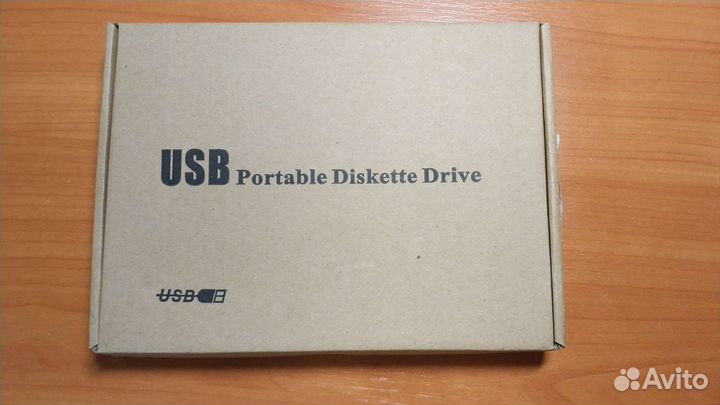 USB Portable Diskette Drive
USB
Avito